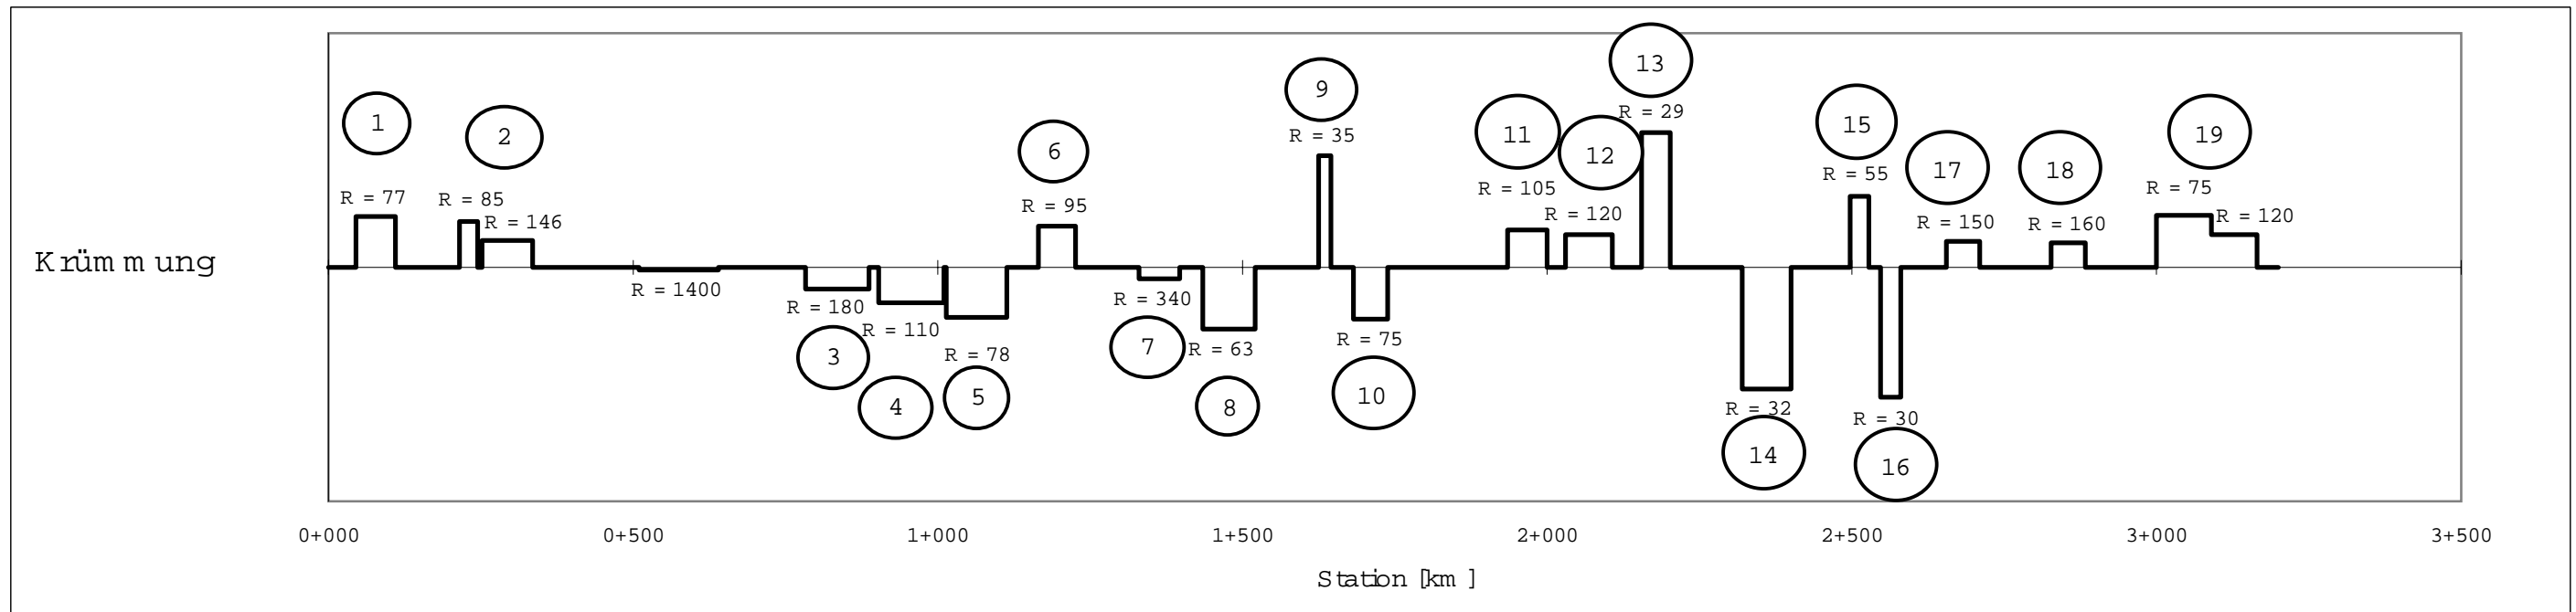 13
9
1
2
R = 29
15
11
19
R = 35
6
12
17
18
R = 55
R = 105
R = 75
R = 77
R = 85
R = 95
R = 120
R = 120
R = 146
R = 150
R = 160
Krümmung
R = 1400
R = 180
R = 340
R = 110
R = 75
7
R = 63
3
R = 78
10
5
4
8
R = 32
R = 30
14
16
0+000 0+500 1+000 1+500 2+000 2+500 3+000 3+500
Station [km]